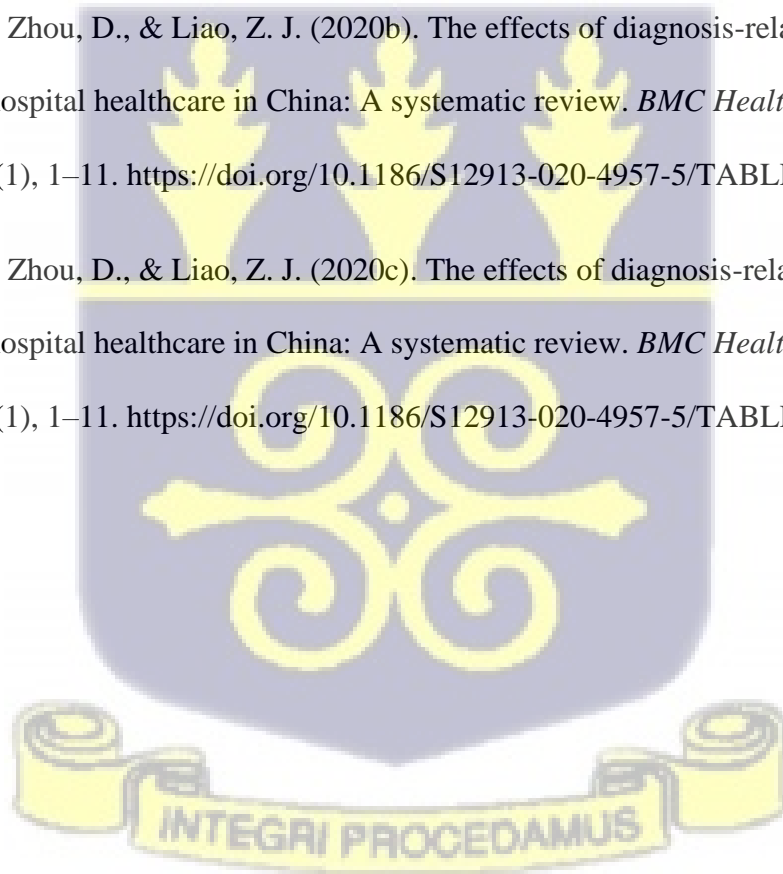 Zhou, D., & Liao, Z. J. (2020b). The effects of diagnosis-rela
ospital healthcare in China: A systematic review. BMC Healt
(1), 1–11. https://doi.org/10.1186/S12913-020-4957-5/TABL
Zhou, D., & Liao, Z. J. (2020c). The effects of diagnosis-rela
ospital healthcare in China: A systematic review. BMC Healt
(1), 1–11. https://doi.org/10.1186/S12913-020-4957-5/TABL
INTEGRI PROCEDAMUS